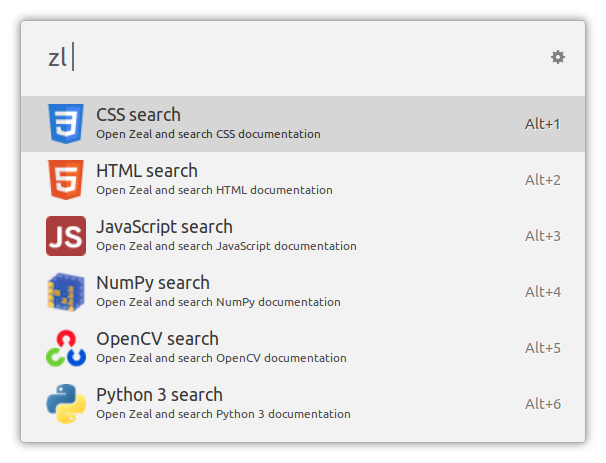 zl
CSS search
Open Zeal and search CSS documentation
Alt+1
HTML search
Open Zeal and search HTML documentation
Alt+2
JS
JavaScript search
Open Zeal and search JavaScript documentation
Alt+3
NumPy search
Open Zeal and search NumPy documentation
Alt+4
OpenCV search
Open Zeal and search OpenCV documentation
Alt+5
Python 3 search
Open Zeal and search Python 3 documentation
Alt+6